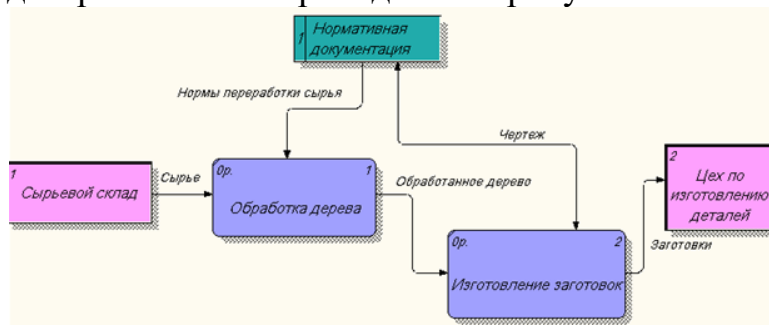 1 Нормативная
документация
Нормы переработки сырья
Чертеж
1
Сырьевой склад
Сырье
0р. 1
Обработка дерева
Обработанное дерево
0р. 2
Изготовление заготовок
2
Цех по
изготовлению
деталей
Заготовки